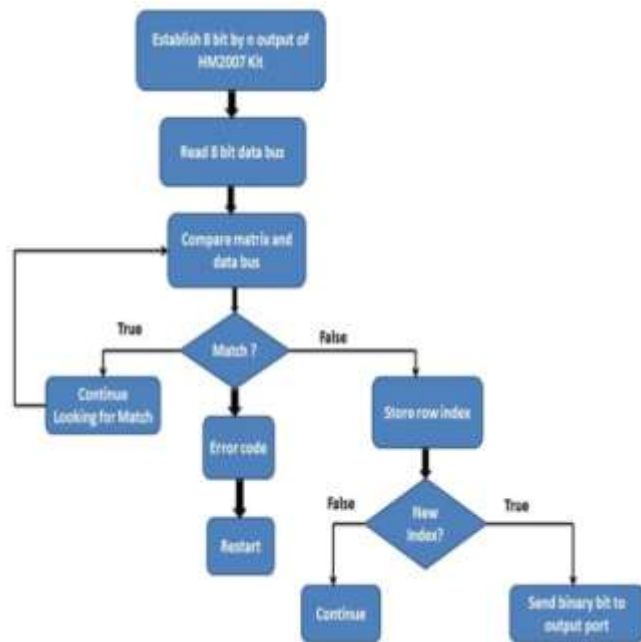 Establish 8 bit by n output of
HM2007 Kit
Read 8 bit data bus
Compare matrix and
data bus
True
False
Match ?
Continue
Looking for Match
Store row index
Error code
False
True
New
Index?
Restart
Continue
Send binary bit to
output port